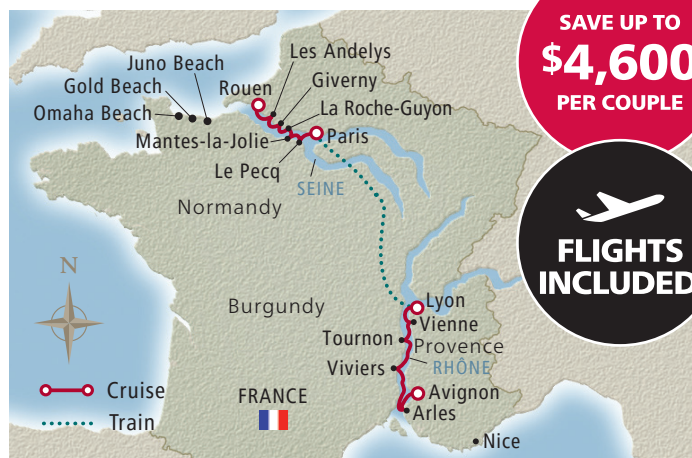 SAVE UP TO
$4,600
PER COUPLE
FLIGHTS
INCLUDED
Juno Beach
Gold Beach
Omaha Beach
Rouen
Les Andelys
Giverny
La Roche-Guyon
Mantes-la-Jolie
Paris
Le Pecq
SEINE
Normandy
N
Burgundy
Lyon
Vienne
Tournon
Provence
Viviers
RHÔNE
Cruise
Train
FRANCE
Avignon
Arles
Nice